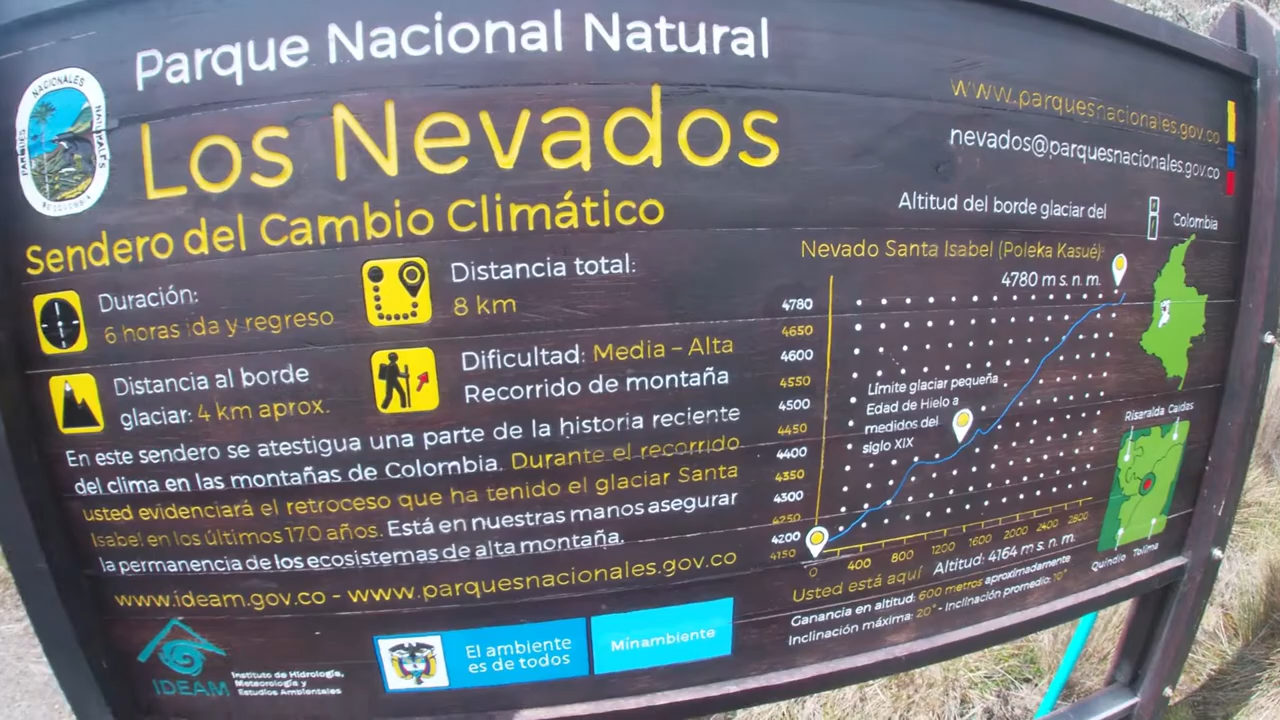 Parque Nacional Natural
Los Nevados
Sendero del Cambio Climático
PARQUES NACIONALES NATURALES
DE COLOMBIA
Duración:
6 horas ida y regreso
Distancia total:
8 km
Distancia al borde
glaciar: 4 km aprox.
Dificultad: Media – Alta
Recorrido de montaña
En este sendero se atestigua una parte de la historia reciente
del clima en las montañas de Colombia. Durante el recorrido
usted evidenciará el retroceso que ha tenido el glaciar Santa
Isabel en los últimos 170 años. Está en nuestras manos asegurar
la permanencia de los ecosistemas de alta montaña.
www.ideam.gov.co - www.parquesnacionales.gov.co
IDEAM
Instituto de Hidrología,
Meteorología y
Estudios Ambientales
El ambiente
es de todos
Minambiente
www.parquesnacionales.gov.co
nevados@parquesnacionales.gov.co
Altitud del borde glaciar del
Nevado Santa Isabel (Poleka Kasué):
4780 m s. n. m.
4780
4650
4600
4550
4500
4450
4400
4350
4300
4250
4200
4150
Límite glaciar pequeña
Edad de Hielo a
medidos del
siglo XIX
0 400 800 1200 1600 2000 2400 2800
Usted está aquí Altitud: 4164 m s. n. m.
Ganancia en altitud: 600 metros aproximadamente
Inclinación máxima: 20° - Inclinación promedio: 10°
Colombia
Risaralda Caldas
Quindío Tolima